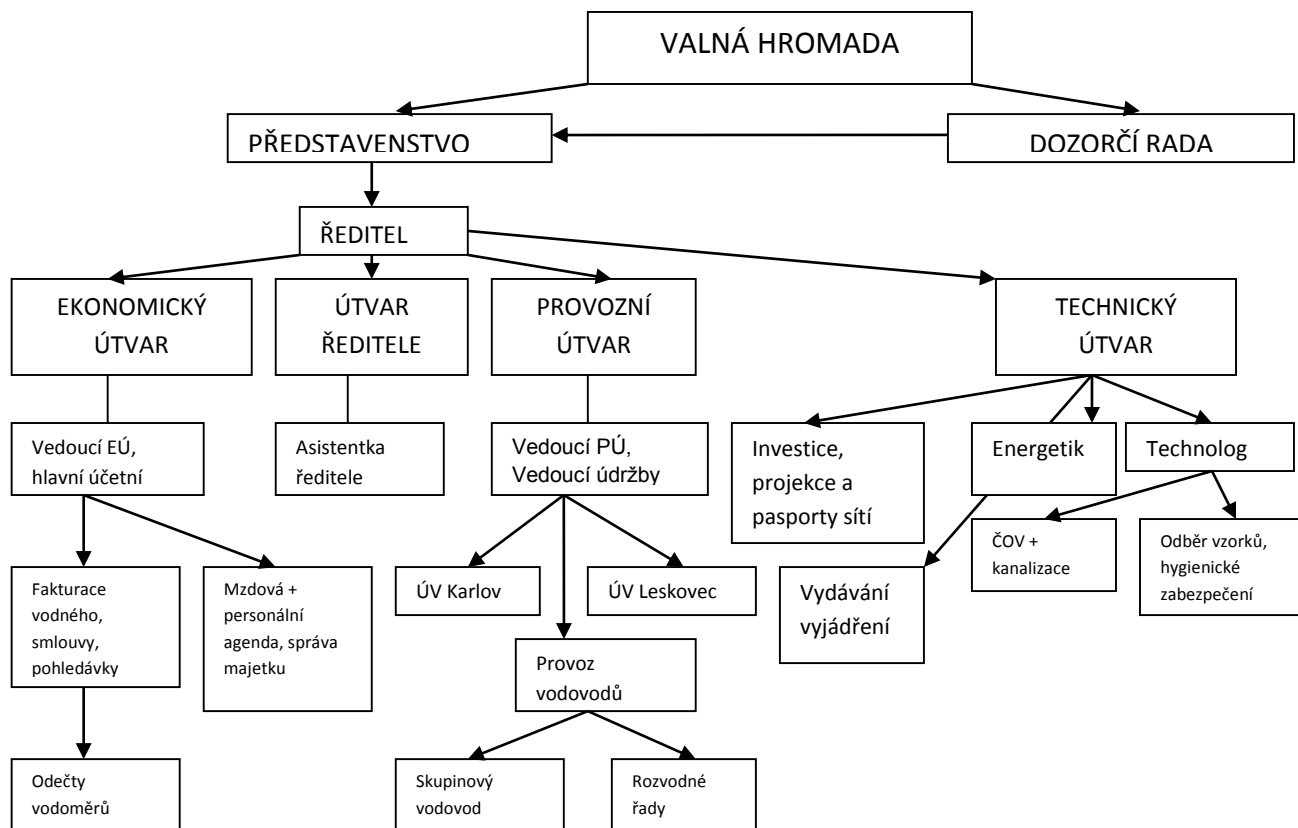 VALNÁ HROMADA
PŘEDSTAVENSTVO
DOZORČÍ RADA
ŘEDITEL
EKONOMICKÝ
ÚTVAR
ÚTVAR
ŘEDITELE
PROVOZNÍ
ÚTVAR
TECHNICKÝ
ÚTVAR
Vedoucí EÚ,
hlavní účetní
Asistentka
ředitele
Vedoucí PÚ,
Vedoucí údržby
Investice,
projekce a
pasporty sítí
Energetik
Technolog
ČOV +
kanalizace
Odběr vzorků,
hygienické
zabezpečení
Fakturace
vodného,
smlouvy,
pohledávky
Mzdová +
personální
agenda, správa
majetku
ÚV Karlov
ÚV Leskovec
Vydávání
vyjádření
Provoz
vodovodů
Odečty
vodoměrů
Skupinový
vodovod
Rozvodné
řady